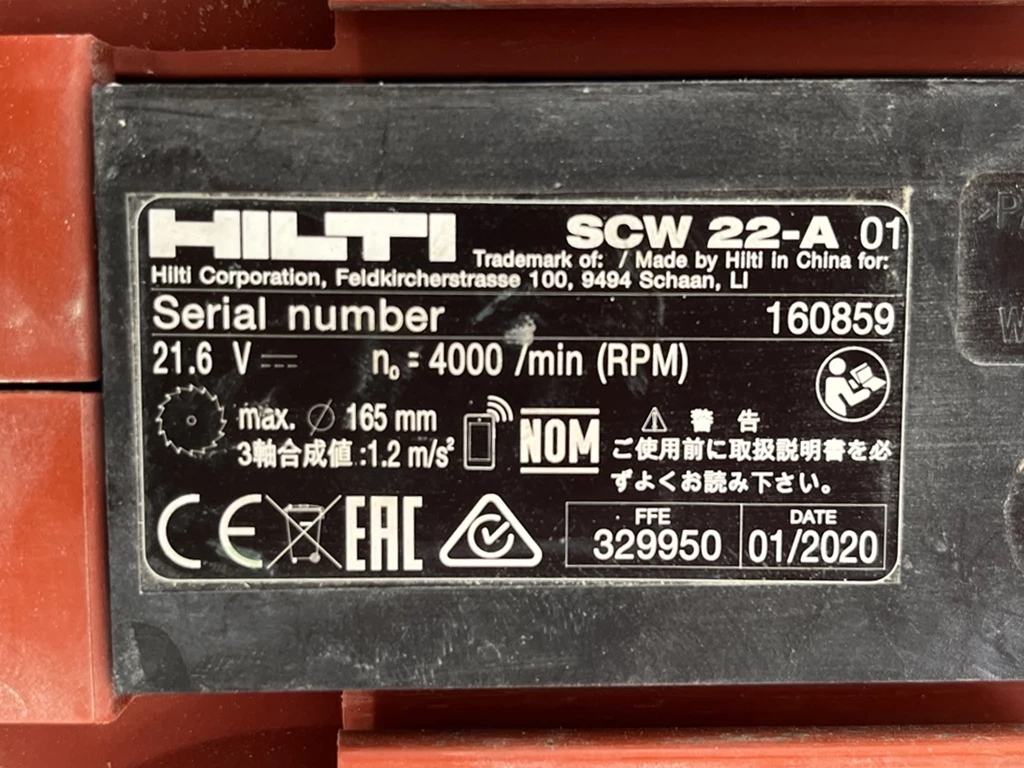 HILTI SCW 22-A 01
Trademark of: / Made by Hilti in China for:
Hilti Corporation, Feldkircherstrasse 100, 9494 Schaan, LI
Serial number 160859
21.6 V n₀ = 4000 /min (RPM)
max. ⌀ 165 mm
3軸合成値:1.2 m/s²
NOM
⚠ 警告
ご使用前に取扱説明書を必
ずよくお読み下さい。
CE EAC
FFE DATE
329950 01/2020